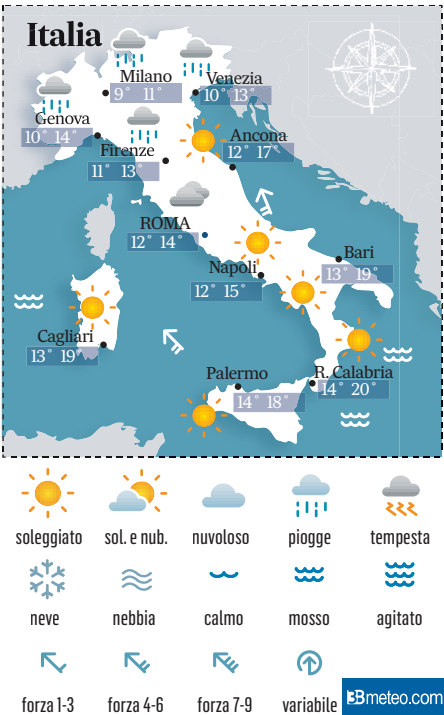 Italia
Milano
9° 11°
Venezia
10° 13°
Genova
10° 14°
Ancona
12° 17°
Firenze
11° 13°
ROMA
12° 14°
Bari
13° 19°
Napoli
12° 15°
Cagliari
13° 19°
Palermo
14° 18°
R. Calabria
14° 20°
soleggiato sol. e nub. nuvoloso piogge tempesta
neve nebbia calmo mosso agitato
forza 1-3 forza 4-6 forza 7-9 variabile
3Bmeteo.com